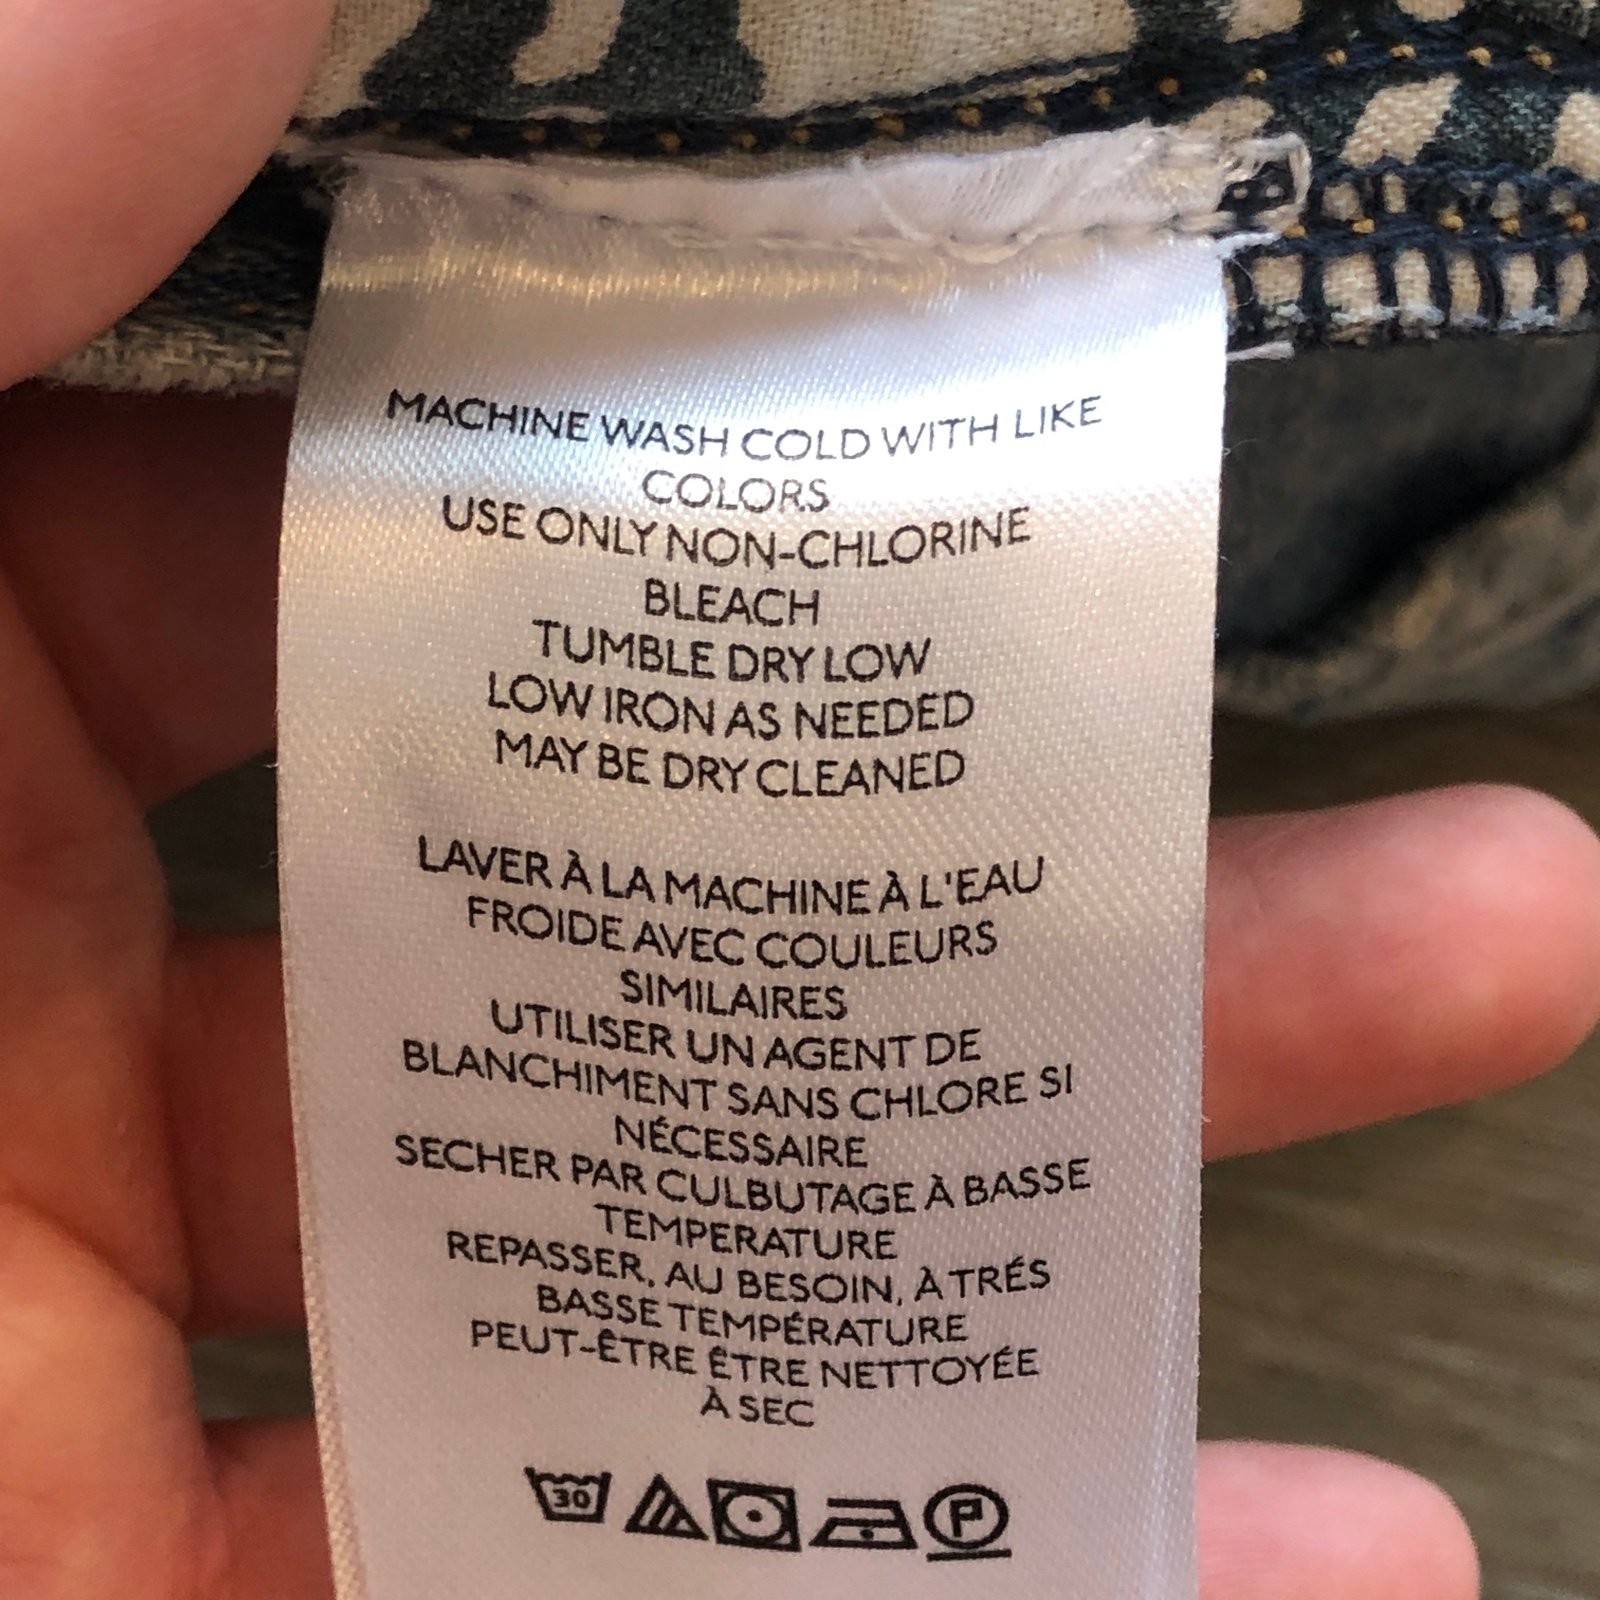 MACHINE WASH COLD WITH LIKE
COLORS
USE ONLY NON-CHLORINE
BLEACH
TUMBLE DRY LOW
LOW IRON AS NEEDED
MAY BE DRY CLEANED
LAVER À LA MACHINE À L'EAU
FROIDE AVEC COULEURS
SIMILAIRES
UTILISER UN AGENT DE
BLANCHIMENT SANS CHLORE SI
NÉCESSAIRE
SECHER PAR CULBUTAGE À BASSE
TEMPERATURE
REPASSER, AU BESOIN, À TRÉS
BASSE TEMPÉRATURE
PEUT-ÊTRE ÊTRE NETTOYÉE
À SEC
30 P